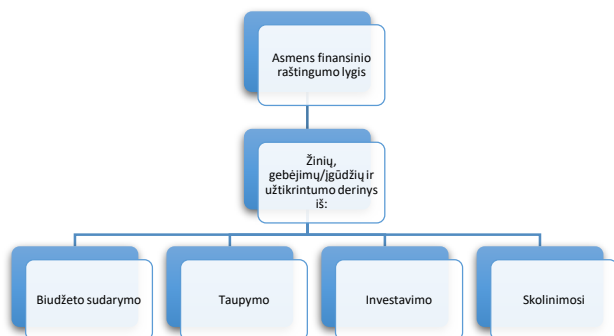 Asmens finansinio
raštingumo lygis
Žinių,
gebėjimų/įgūdžių ir
užtikrintumo derinys
iš:
Biudžeto sudarymo
Taupymo
Investavimo
Skolinimosi